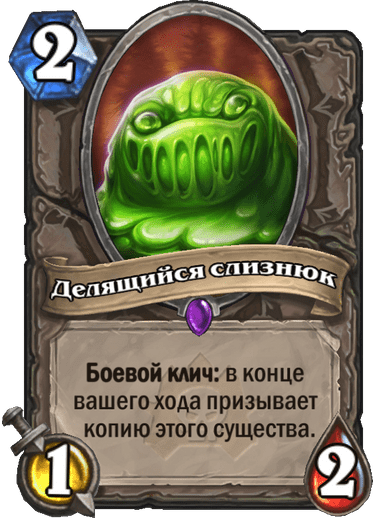 2
Делящийся слизнюк
Боевой клич: в конце
вашего хода призывает
копию этого существа.
1
2